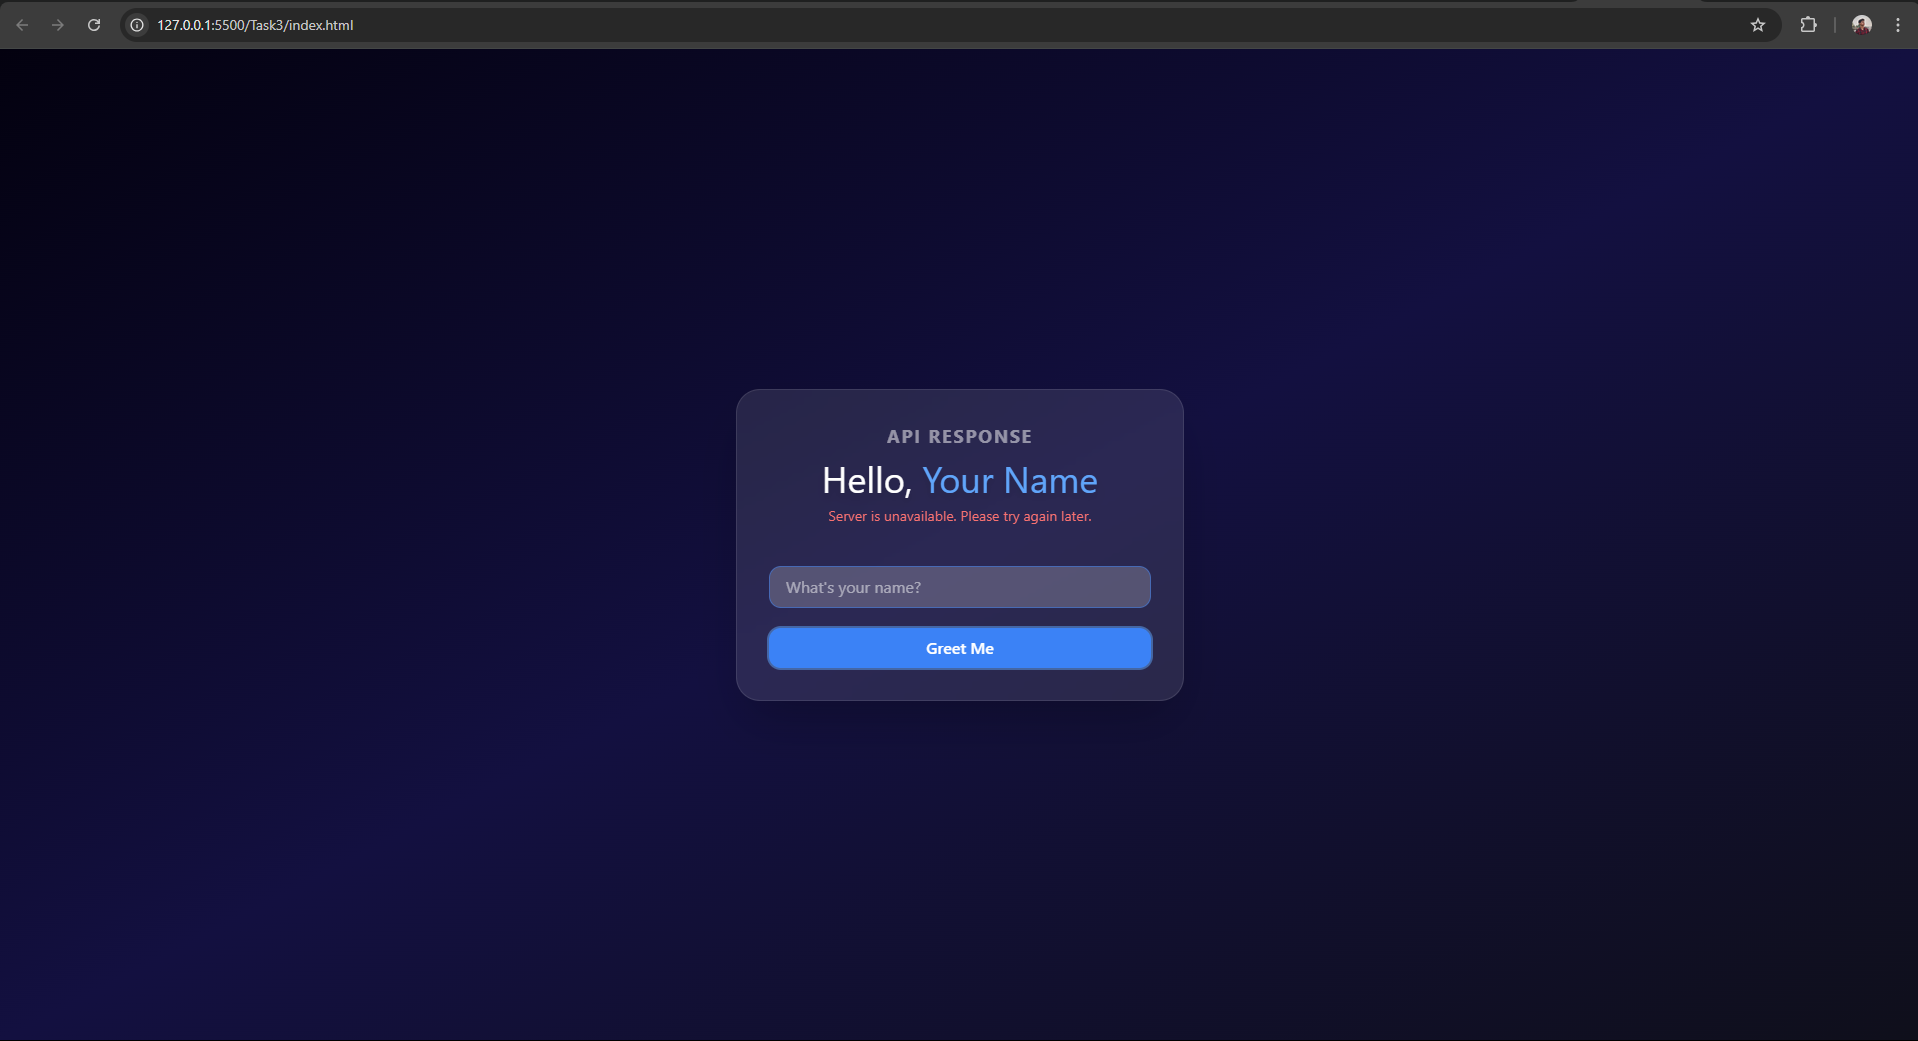 127.0.0.1:5500/Task3/index.html
API RESPONSE
Hello, Your Name
Server is unavailable. Please try again later.
What's your name?
Greet Me